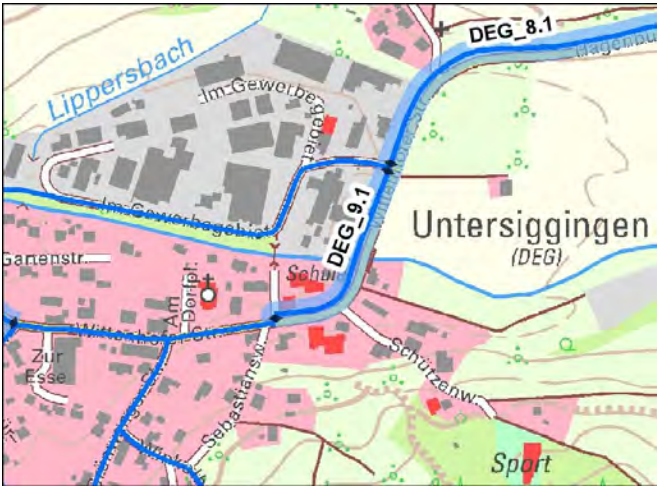 DEG_8.1
Lippersbach
Im-Gewerbegebiet
DEG_9.1
Untersiggingen
(DEG)
Im-Gewerbegebiet
Gartenstr.
Schule
Am
Dorfpl.
Str.
Zur
Esse
Sebastiansw.
Schützenw.
Sport